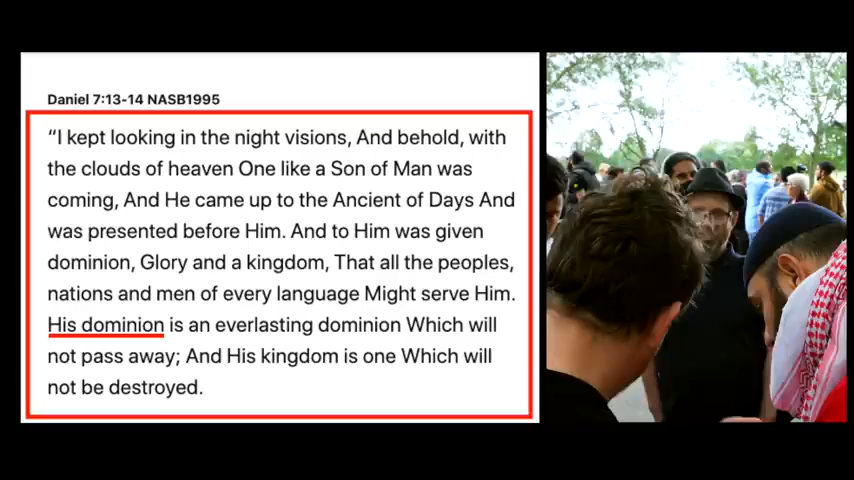 Daniel 7:13-14 NASB1995
“I kept looking in the night visions, And behold, with
the clouds of heaven One like a Son of Man was
coming, And He came up to the Ancient of Days And
was presented before Him. And to Him was given
dominion, Glory and a kingdom, That all the peoples,
nations and men of every language Might serve Him.
His dominion is an everlasting dominion Which will
not pass away; And His kingdom is one Which will
not be destroyed.